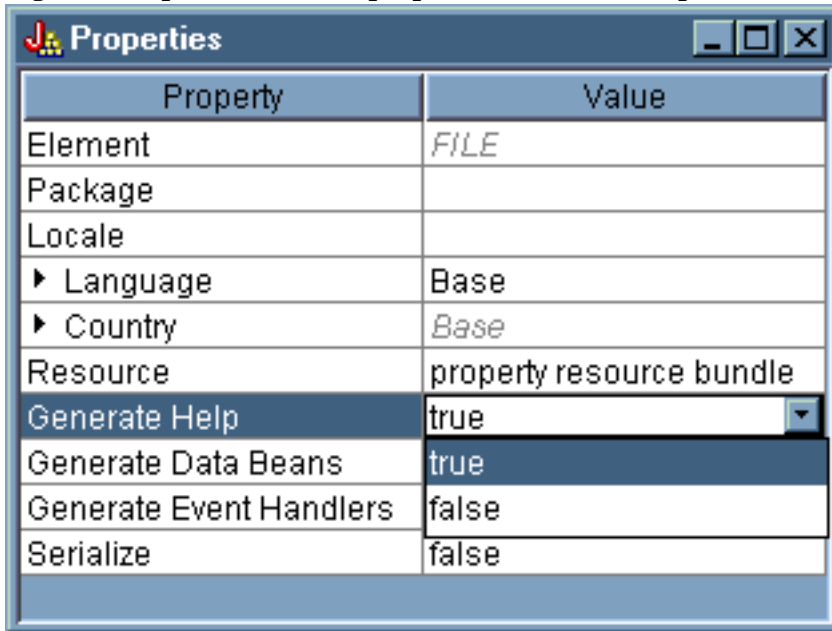 Properties
Property Value
Element FILE
Package
Locale
Language Base
Country Base
Resource property resource bundle
Generate Help true
Generate Data Beans true
Generate Event Handlers false
Serialize false